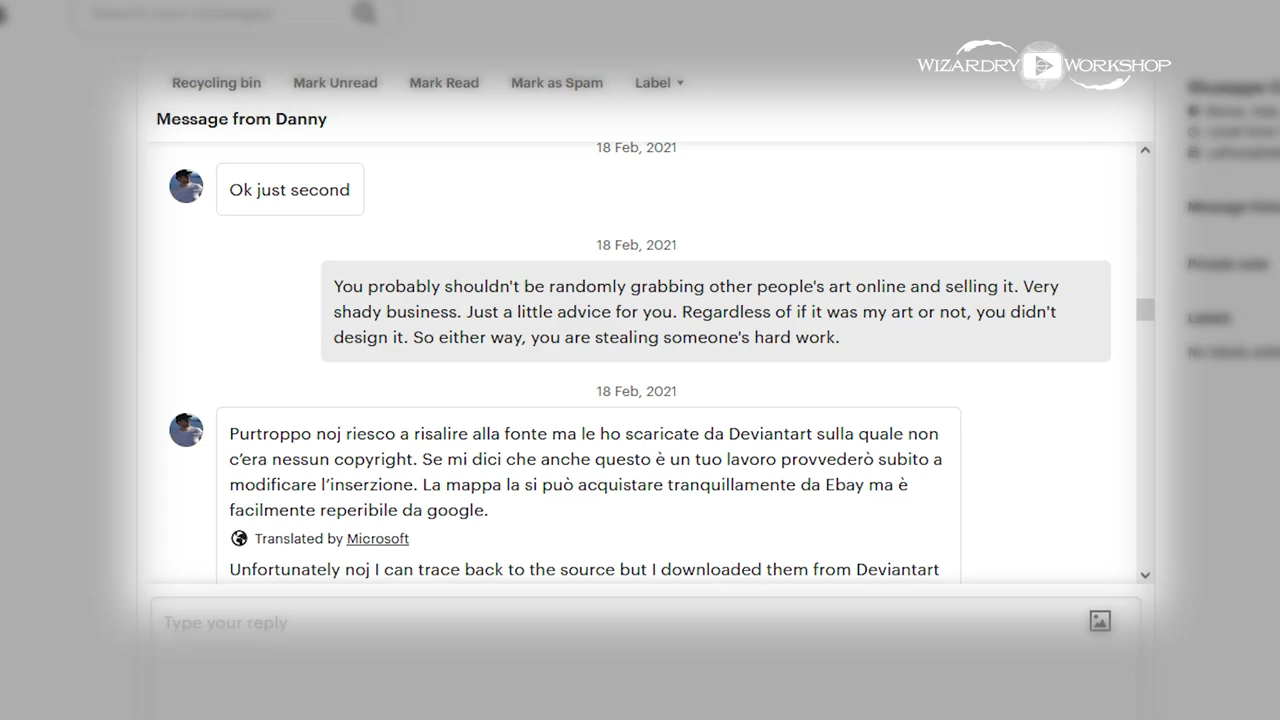 WIZARDRY WORKSHOP
Recycling bin Mark Unread Mark Read Mark as Spam Label
Message from Danny
18 Feb, 2021
Ok just second
18 Feb, 2021
You probably shouldn't be randomly grabbing other people's art online and selling it. Very
shady business. Just a little advice for you. Regardless of if it was my art or not, you didn't
design it. So either way, you are stealing someone's hard work.
18 Feb, 2021
Purtroppo noj riesco a risalire alla fonte ma le ho scaricate da Deviantart sulla quale non
c'era nessun copyright. Se mi dici che anche questo è un tuo lavoro provvederò subito a
modificare l'inserzione. La mappa la si può acquistare tranquillamente da Ebay ma è
facilmente reperibile da google.
Translated by Microsoft
Unfortunately noj I can trace back to the source but I downloaded them from Deviantart
Type your reply